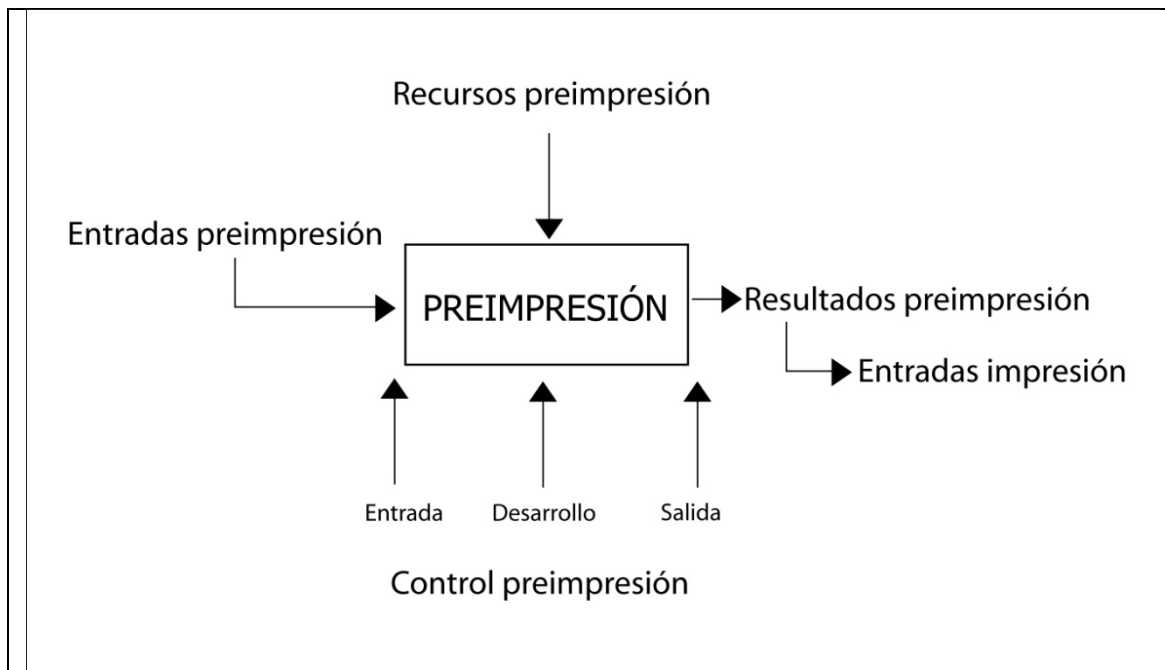 Recursos preimpresión
Entradas preimpresión
PREIMPRESIÓN
Resultados preimpresión
Entradas impresión
Entrada
Desarrollo
Salida
Control preimpresión